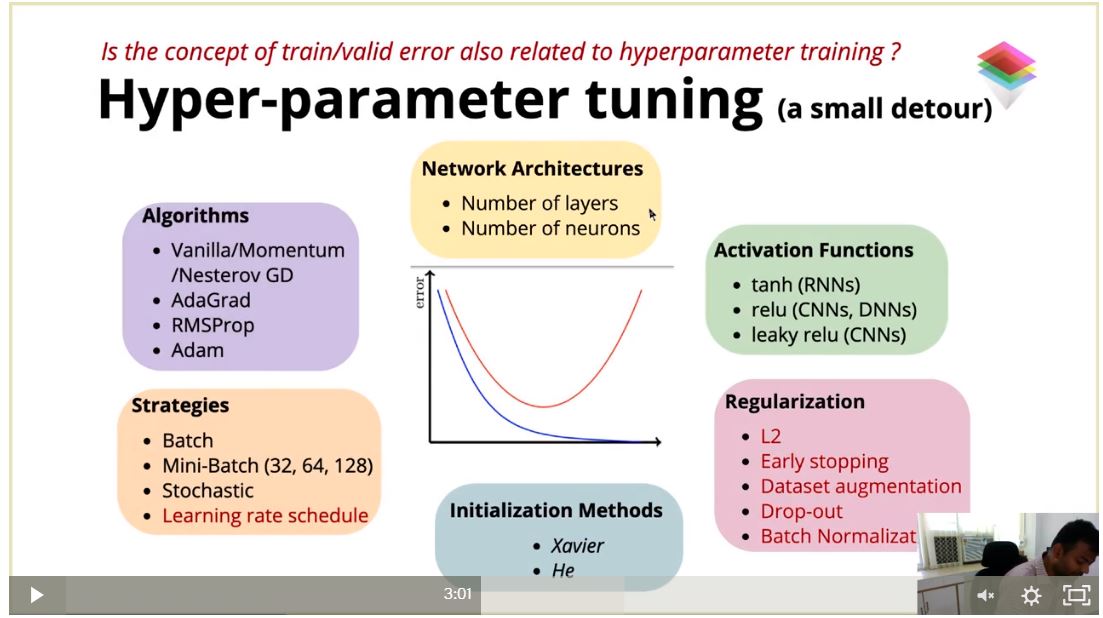 Is the concept of train/valid error also related to hyperparameter training ?
Hyper-parameter tuning (a small detour)
Network Architectures
• Number of layers
• Number of neurons
Algorithms
• Vanilla/Momentum
/Nesterov GD
• AdaGrad
• RMSProp
• Adam
Activation Functions
• tanh (RNNs)
• relu (CNNs, DNNs)
• leaky relu (CNNs)
error
Strategies
• Batch
• Mini-Batch (32, 64, 128)
• Stochastic
• Learning rate schedule
Regularization
• L2
• Early stopping
• Dataset augmentation
• Drop-out
• Batch Normalizat
Initialization Methods
• Xavier
• He
3:01